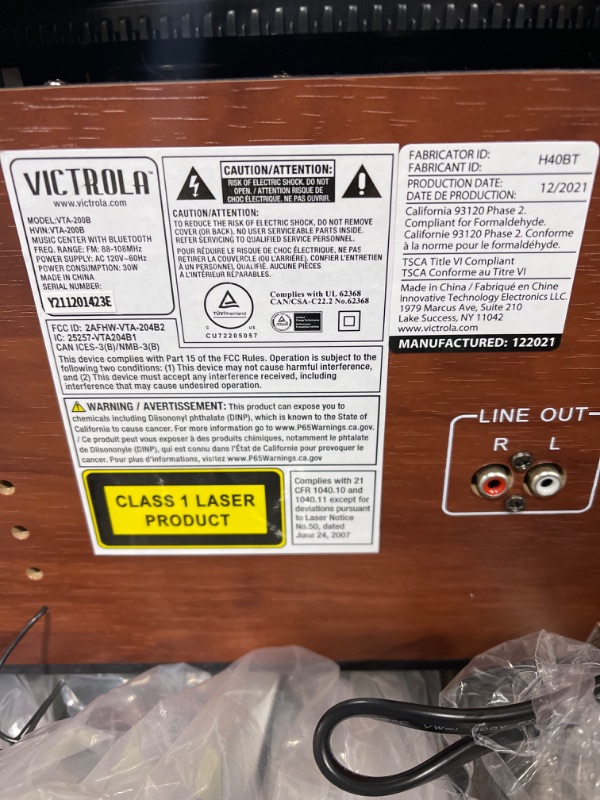 VICTROLA™
www.victrola.com
MODEL:VTA-200B
HVIN:VTA-200B
MUSIC CENTER WITH BLUETOOTH
FREQ. RANGE: FM: 88-108MHz
POWER SUPPLY: AC 120V~60Hz
POWER CONSUMPTION: 30W
MADE IN CHINA
SERIAL NUMBER:
Y211201423E
CAUTION/ATTENTION:
RISK OF ELECTRIC SHOCK. DO NOT
OPEN. / ATTENTION RISQUE DE
CHOC ÉLECTRIQUE. NE PAS OUVRIR.
CAUTION/ATTENTION:
TO REDUCE THE RISK OF ELECTRIC SHOCK, DO NOT REMOVE
COVER (OR BACK). NO USER SERVICEABLE PARTS INSIDE.
REFER SERVICING TO QUALIFIED SERVICE PERSONNEL.
POUR RÉDUIRE LE RISQUE DE CHOC ÉLECTRIQUE, NE PAS
RETIRER LA COUVERCLE (OU L'ARRIÈRE). CONFIER L'ENTRETIEN
À UN PERSONNEL QUALIFIÉ. AUCUNE PIÈCES
À L'INTÉRIEUR RÉPARABLES.
TÜVRheinland
C US
CU72205057
Complies with UL 62368
CAN/CSA-C22.2 No.62368
FCC ID: 2AFHW-VTA-204B2
IC: 25257-VTA204B1
CAN ICES-3(B)/NMB-3(B)
This device complies with Part 15 of the FCC Rules. Operation is subject to the
following two conditions: (1) This device may not cause harmful interference,
and (2) This device must accept any interference received, including
interference that may cause undesired operation.
WARNING / AVERTISSEMENT: This product can expose you to
chemicals including Diisononyl phthalate (DINP), which is known to the State of
California to cause cancer. For more information go to www.P65Warnings.ca.gov.
/ Ce produit peut vous exposer à des produits chimiques, notamment le phtalate
de Diisononyle (DINP), qui est connu dans l'État de Californie pour provoquer le
cancer. Pour plus d'informations, visitez www.P65Warnings.ca.gov
CLASS 1 LASER
PRODUCT
Complies with 21
CFR 1040.10 and
1040.11 except for
deviations pursuant
to Laser Notice
No.50, dated
June 24, 2007
FABRICATOR ID:
FABRICANT ID:
H40BT
PRODUCTION DATE:
DATE DE PRODUCTION:
12/2021
California 93120 Phase 2.
Compliant for Formaldehyde.
Californie 93120 Phase 2. Conforme
à la norme pour le formaldéhyde.
TSCA Title VI Compliant
TSCA Conforme au Titre VI
Made in China / Fabriqué en Chine
Innovative Technology Electronics LLC.
1979 Marcus Ave, Suite 210
Lake Success, NY 11042
www.victrola.com
MANUFACTURED: 122021
LINE OUT
R L